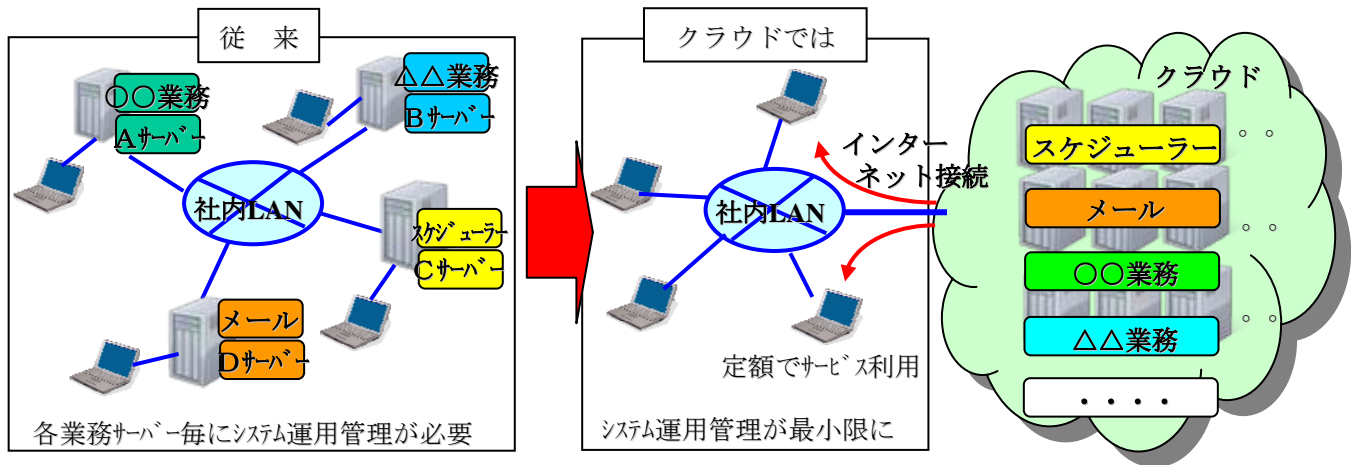 従　来
〇〇業務
Aｻｰﾊﾞｰ
△△業務
Bｻｰﾊﾞｰ
社内LAN
ｽｹｼﾞｭｰﾗｰ
Cｻｰﾊﾞｰ
メール
Dｻｰﾊﾞｰ
各業務ｻｰﾊﾞｰ毎にｼｽﾃﾑ運用管理が必要
クラウドでは
社内LAN
インター
ネット接続
定額でｻｰﾋﾞｽ利用
ｼｽﾃﾑ運用管理が最小限に
クラウド
スケジューラー
。。
メール
。。
〇〇業務
。。
△△業務
・・・・